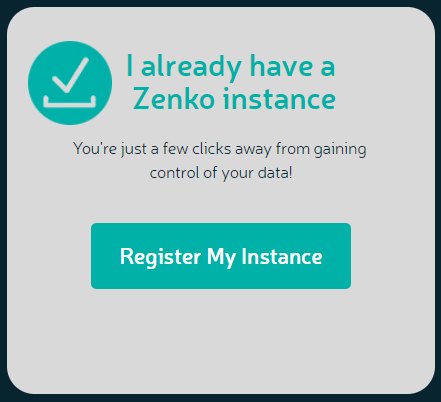 I already have a
Zenko instance
You're just a few clicks away from gaining
control of your data!
Register My Instance